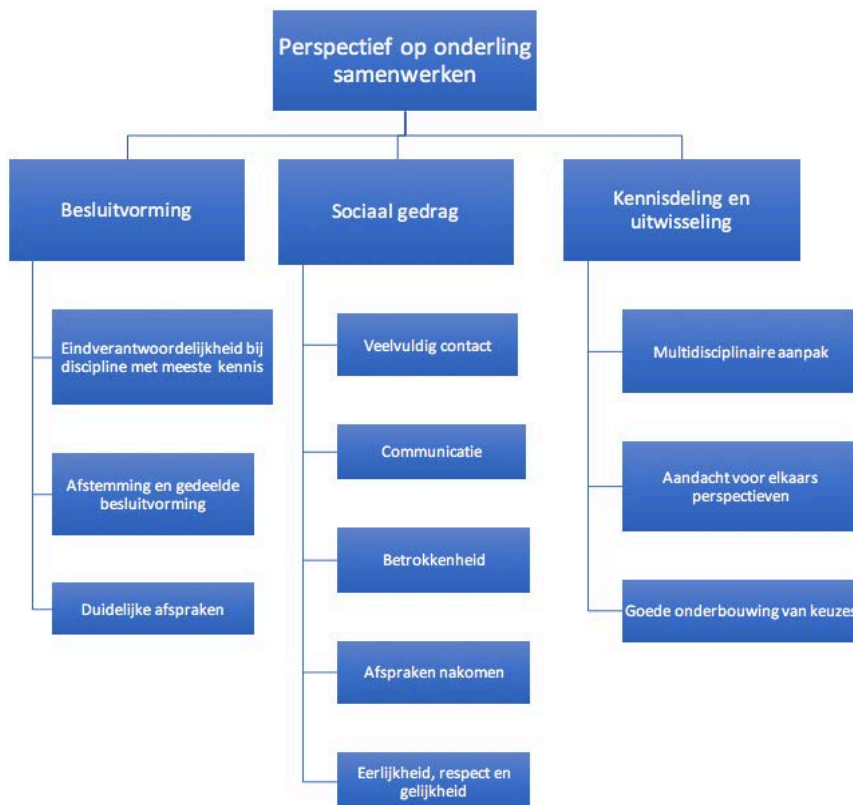 Perspectief op onderling
samenwerken
Besluitvorming
Eindverantwoordelijkheid bij
discipline met meeste kennis
Afstemming en gedeelde
besluitvorming
Duidelijke afspraken
Sociaal gedrag
Veelvuldig contact
Communicatie
Betrokkenheid
Afspraken nakomen
Eerlijkheid, respect en
gelijkheid
Kennisdeling en
uitwisseling
Multidisciplinaire aanpak
Aandacht voor elkaars
perspectieven
Goede onderbouwing van keuzes